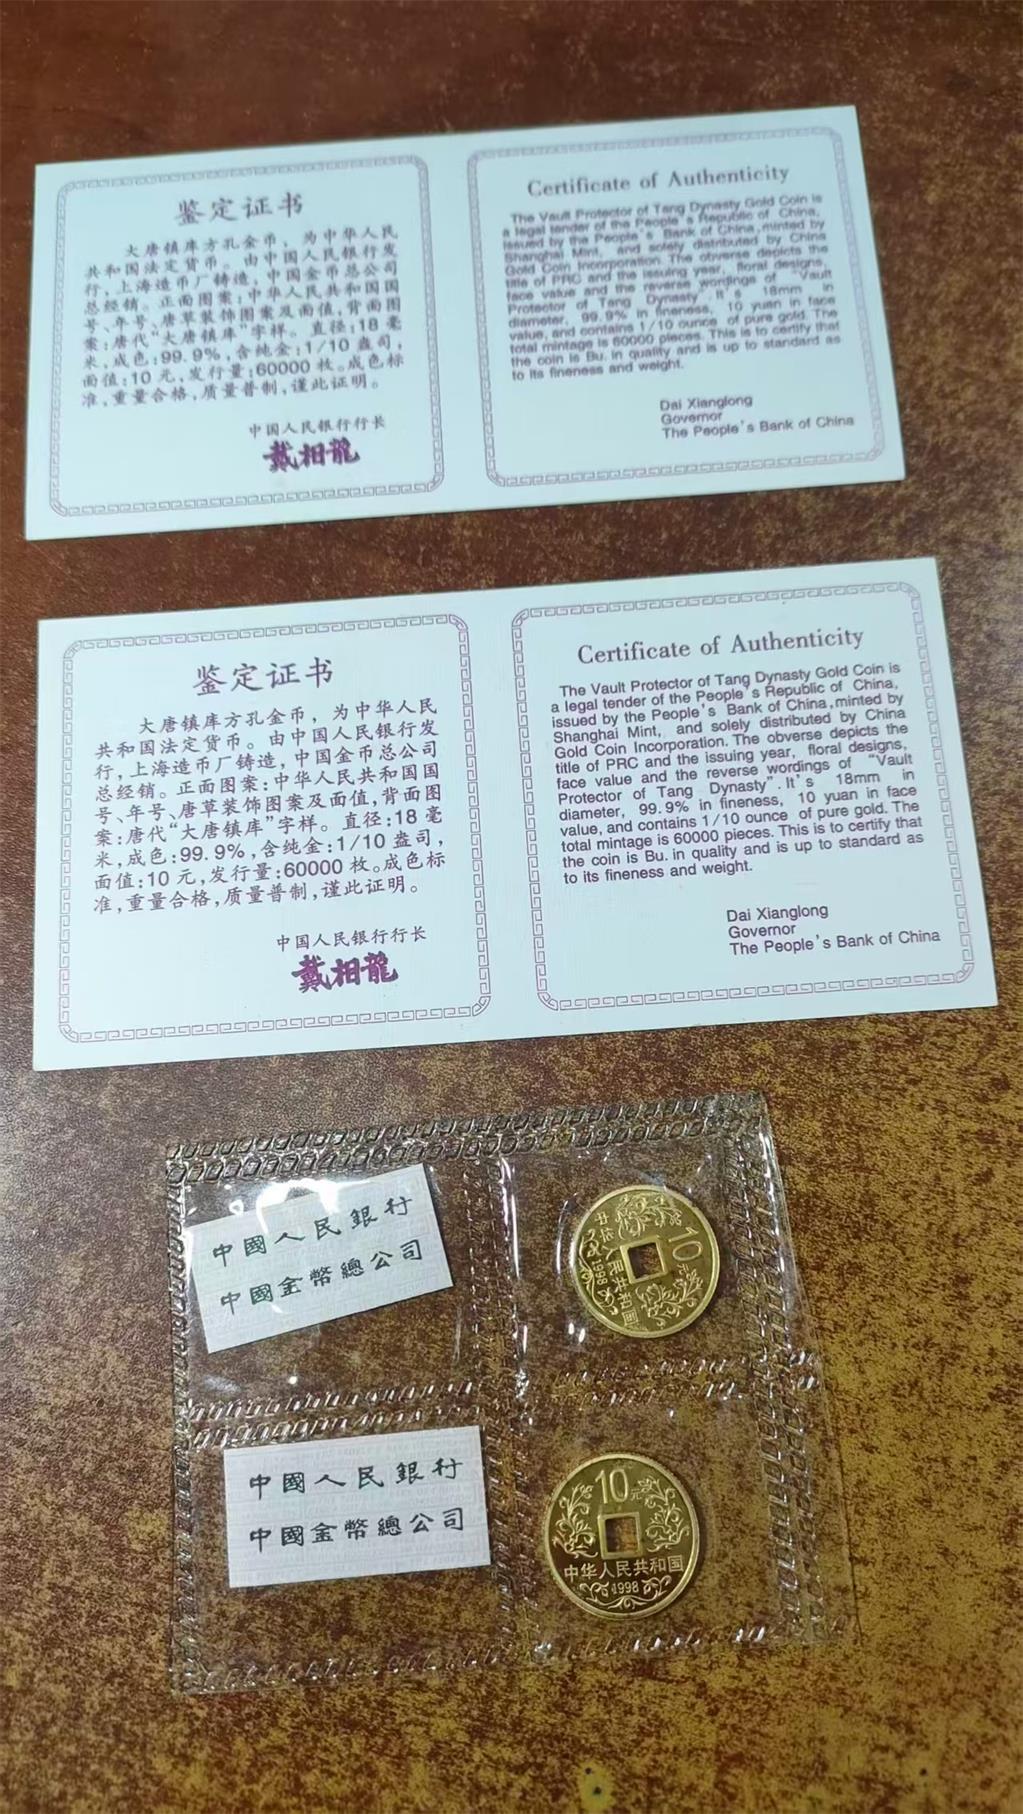 鉴定证书
大唐镇库方孔金币，为中华人民
共和国法定货币。由中国人民银行发
行，上海造币厂铸造，中国金币总公司
总经销。正面图案:中华人民共和国国
号、年号、唐草装饰图案及面值，背面图
案:唐代“大唐镇库”字样。直径:18毫
米，成色:99.9%，含纯金:1/10盎司，
面值:10元，发行量:60000枚。成色标
准，重量合格，质量普制，谨此证明。
中国人民银行行长
戴相龍
Certificate of Authenticity
The Vault Protector of Tang Dynasty Gold Coin is
a legal tender of the People's Republic of China,
issued by the People's Bank of China,minted by
Shanghai Mint, and solely distributed by China
Gold Coin Incorporation. The obverse depicts the
title of PRC and the issuing year, floral designs,
face value and the reverse wordings of “Vault
Protector of Tang Dynasty”. It's 18mm in
diameter, 99.9% in fineness, 10 yuan in face
value, and contains 1/10 ounce of pure gold. The
total mintage is 60000 pieces. This is to certify that
the coin is Bu. in quality and is up to standard as
to its fineness and weight.
Dai Xianglong
Governor
The People's Bank of China
鉴定证书
大唐镇库方孔金币，为中华人民
共和国法定货币。由中国人民银行发
行，上海造币厂铸造，中国金币总公司
总经销。正面图案:中华人民共和国国
号、年号、唐草装饰图案及面值，背面图
案:唐代“大唐镇库”字样。直径:18毫
米，成色:99.9%，含纯金:1/10盎司，
面值:10元，发行量:60000枚。成色标
准，重量合格，质量普制，谨此证明。
中国人民银行行长
戴相龍
Certificate of Authenticity
The Vault Protector of Tang Dynasty Gold Coin is
a legal tender of the People's Republic of China,
issued by the People's Bank of China,minted by
Shanghai Mint, and solely distributed by China
Gold Coin Incorporation. The obverse depicts the
title of PRC and the issuing year, floral designs,
face value and the reverse wordings of “Vault
Protector of Tang Dynasty”. It's 18mm in
diameter, 99.9% in fineness, 10 yuan in face
value, and contains 1/10 ounce of pure gold. The
total mintage is 60000 pieces. This is to certify that
the coin is Bu. in quality and is up to standard as
to its fineness and weight.
Dai Xianglong
Governor
The People's Bank of China
中國人民銀行
中國金幣總公司
10元
中华人民共和国
1998
中國人民銀行
中國金幣總公司
10元
中华人民共和国
1998